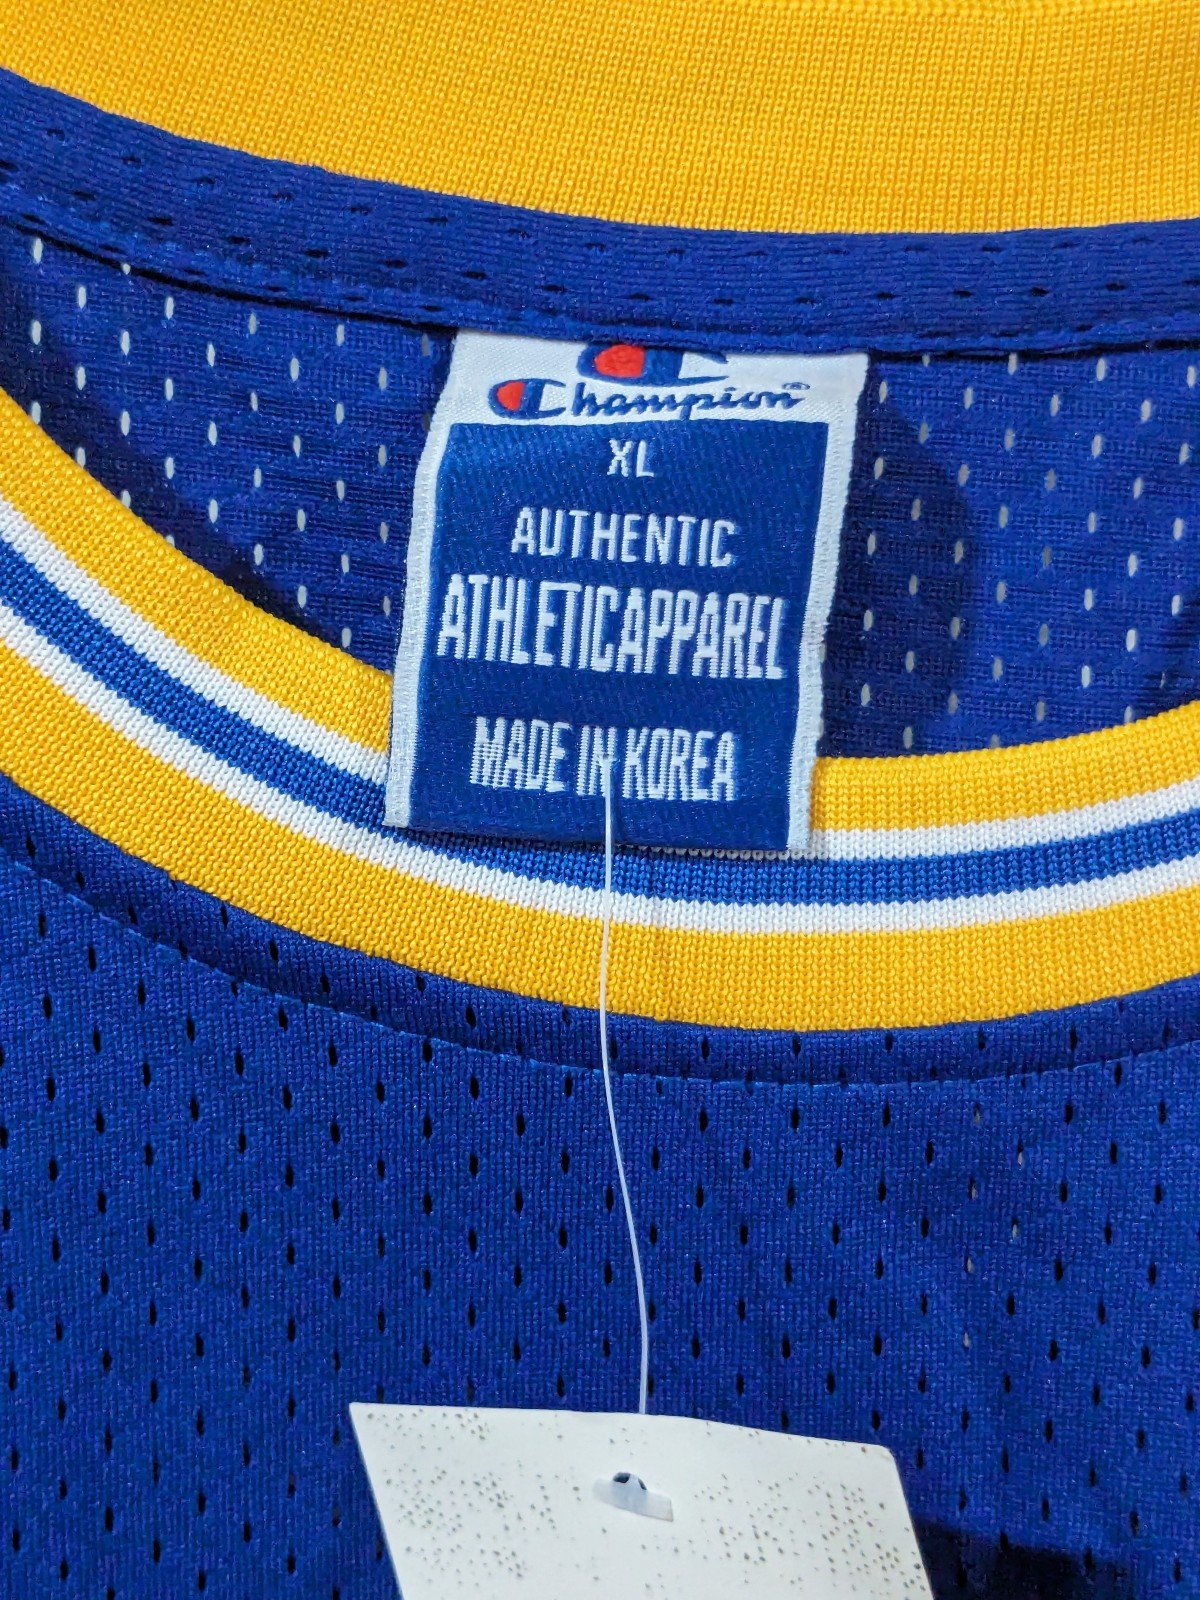 Champion®
XL
AUTHENTIC
ATHLETICAPPAREL
MADE IN KOREA